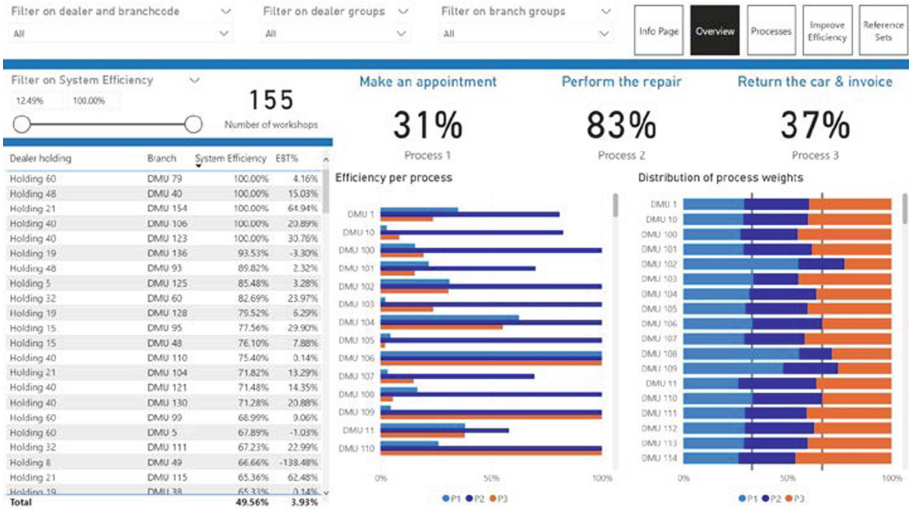 Filter on dealer and branchcode
All
Filter on dealer groups
All
Filter on branch groups
All
Info Page
Overview
Processes
Improve
Efficiency
Reference
Sets
Filter on System Efficiency
12.49% 100.00%
155
Number of workshops
Make an appointment
31%
Process 1
Perform the repair
83%
Process 2
Return the car & invoice
37%
Process 3
Dealer holding Branch System Efficiency EBT%
Holding 60 DMU 79 100.00% 4.16%
Holding 48 DMU 40 100.00% 15.03%
Holding 21 DMU 154 100.00% 64.94%
Holding 40 DMU 106 100.00% 20.89%
Holding 40 DMU 123 100.00% 30.76%
Holding 19 DMU 136 93.53% -3.30%
Holding 48 DMU 93 89.82% 2.32%
Holding 5 DMU 125 85.48% 3.28%
Holding 32 DMU 60 82.69% 23.97%
Holding 19 DMU 128 79.52% 6.29%
Holding 15 DMU 95 77.56% 29.90%
Holding 15 DMU 48 76.10% 7.88%
Holding 40 DMU 110 75.40% 0.14%
Holding 21 DMU 104 71.82% 13.29%
Holding 40 DMU 121 71.48% 14.35%
Holding 40 DMU 130 71.28% 20.88%
Holding 60 DMU 99 68.99% 9.06%
Holding 60 DMU 5 67.89% -1.03%
Holding 32 DMU 111 67.23% 22.99%
Holding 8 DMU 49 66.66% -138.48%
Holding 21 DMU 115 65.36% 62.48%
Holding 19 DMU 38 65.33% 0.14%
Total 49.56% 3.93%
Efficiency per process
DMU 1
DMU 10
DMU 100
DMU 101
DMU 102
DMU 103
DMU 104
DMU 105
DMU 106
DMU 107
DMU 108
DMU 109
DMU 11
DMU 110
0% 50% 100%
P1 P2 P3
Distribution of process weights
DMU 1
DMU 10
DMU 100
DMU 101
DMU 102
DMU 103
DMU 104
DMU 105
DMU 106
DMU 107
DMU 108
DMU 109
DMU 11
DMU 110
DMU 111
DMU 112
DMU 113
DMU 114
0% 50% 100%
P1 P2 P3